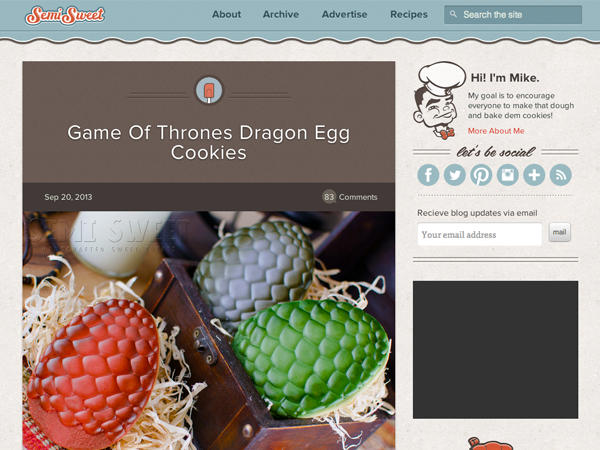 Semi Sweet
About
Archive
Advertise
Recipes
Search the site
Game Of Thrones Dragon Egg
Cookies
Sep 20, 2013
83 Comments
SEMI SWEET
Hi! I'm Mike.
My goal is to encourage
everyone to make that dough
and bake dem cookies!
More About Me
let's be social
Recieve blog updates via email
Your email address
mail